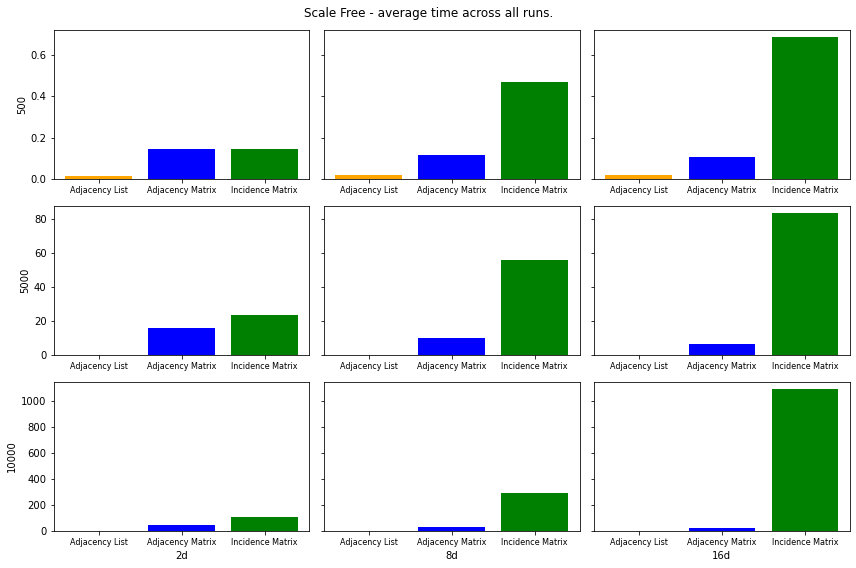 Scale Free - average time across all runs.
0.6
0.4
0.2
0.0
500
Adjacency List Adjacency Matrix Incidence Matrix
Adjacency List Adjacency Matrix Incidence Matrix
Adjacency List Adjacency Matrix Incidence Matrix
80
60
40
20
0
5000
Adjacency List Adjacency Matrix Incidence Matrix
Adjacency List Adjacency Matrix Incidence Matrix
Adjacency List Adjacency Matrix Incidence Matrix
1000
800
600
400
200
0
10000
Adjacency List Adjacency Matrix Incidence Matrix
Adjacency List Adjacency Matrix Incidence Matrix
Adjacency List Adjacency Matrix Incidence Matrix
2d
8d
16d